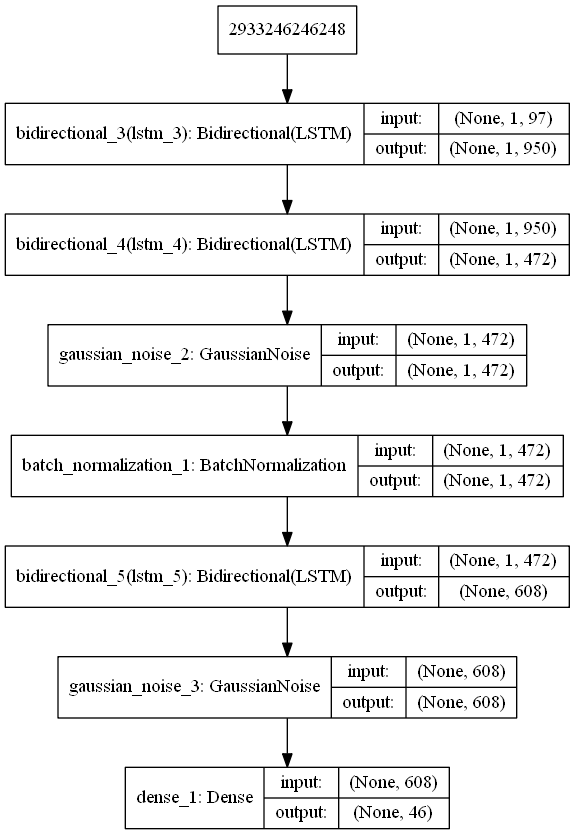 2933246246248
bidirectional_3(lstm_3): Bidirectional(LSTM)
input:
(None, 1, 97)
output:
(None, 1, 950)
bidirectional_4(lstm_4): Bidirectional(LSTM)
input:
(None, 1, 950)
output:
(None, 1, 472)
gaussian_noise_2: GaussianNoise
input:
(None, 1, 472)
output:
(None, 1, 472)
batch_normalization_1: BatchNormalization
input:
(None, 1, 472)
output:
(None, 1, 472)
bidirectional_5(lstm_5): Bidirectional(LSTM)
input:
(None, 1, 472)
output:
(None, 608)
gaussian_noise_3: GaussianNoise
input:
(None, 608)
output:
(None, 608)
dense_1: Dense
input:
(None, 608)
output:
(None, 46)